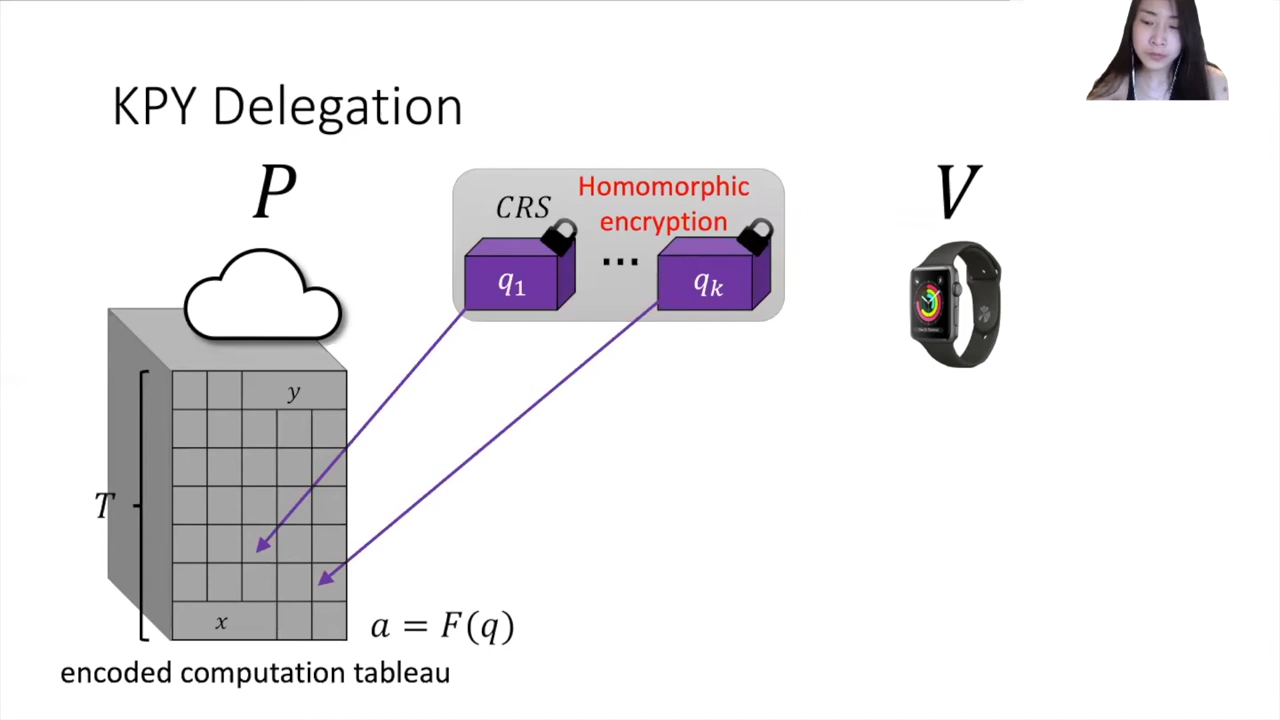 KPY Delegation
P
V
CRS
Homomorphic
encryption
q₁
...
qₖ
y
T
x
a = F(q)
encoded computation tableau